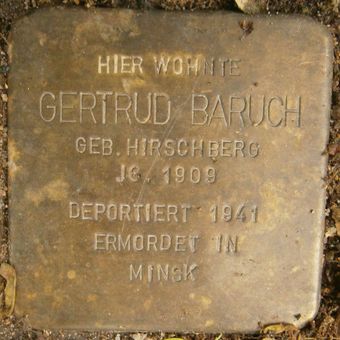 HIER WOHNTE
GERTRUD BARUCH
GEB. HIRSCHBERG
JG. 1909
DEPORTIERT 1941
ERMORDET IN
MINSK